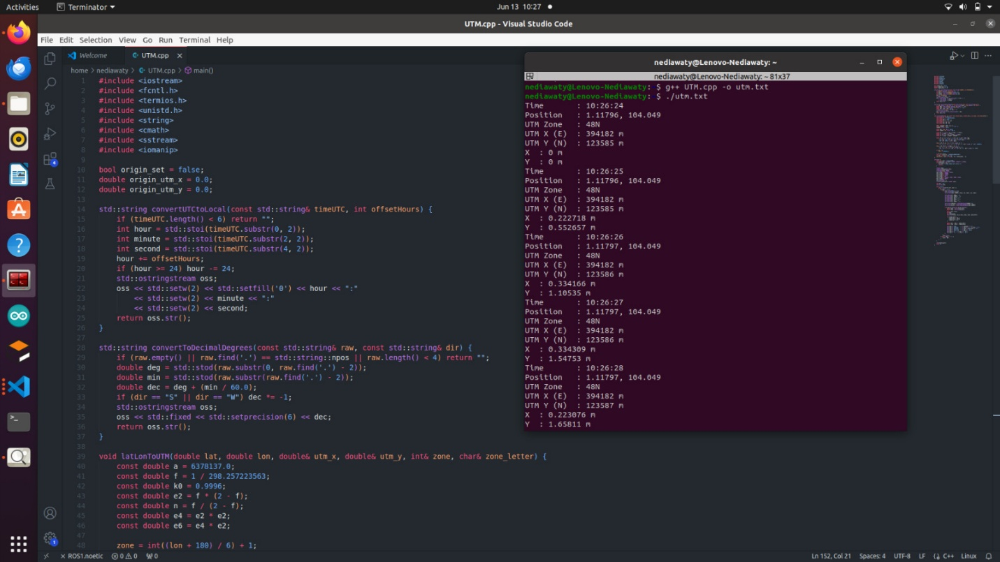 Activities
Terminator
Jun 13 10:27
UTM.cpp - Visual Studio Code
File Edit Selection View Go Run Terminal Help
Welcome
UTM.cpp
home > nediawaty > UTM.cpp > main()
1 #include <iostream>
2 #include <fcntl.h>
3 #include <termios.h>
4 #include <unistd.h>
5 #include <string>
6 #include <cmath>
7 #include <sstream>
8 #include <iomanip>
9
10 bool origin_set = false;
11 double origin_utm_x = 0.0;
12 double origin_utm_y = 0.0;
13
14 std::string convertUTCtoLocal(const std::string& timeUTC, int offsetHours) {
15 if (timeUTC.length() < 6) return "";
16 int hour = std::stoi(timeUTC.substr(0, 2));
17 int minute = std::stoi(timeUTC.substr(2, 2));
18 int second = std::stoi(timeUTC.substr(4, 2));
19 hour += offsetHours;
20 if (hour >= 24) hour -= 24;
21 std::ostringstream oss;
22 oss << std::setw(2) << std::setfill('0') << hour << ":"
23 << std::setw(2) << minute << ":"
24 << std::setw(2) << second;
25 return oss.str();
26 }
27
28 std::string convertToDecimalDegrees(const std::string& raw, const std::string& dir) {
29 if (raw.empty() || raw.find('.') == std::string::npos || raw.length() < 4) return "";
30 double deg = std::stod(raw.substr(0, raw.find('.') - 2));
31 double min = std::stod(raw.substr(raw.find('.') - 2));
32 double dec = deg + (min / 60.0);
33 if (dir == "S" || dir == "W") dec *= -1;
34 std::ostringstream oss;
35 oss << std::fixed << std::setprecision(6) << dec;
36 return oss.str();
37 }
38
39 void latLonToUTM(double lat, double lon, double& utm_x, double& utm_y, int& zone, char& zone_letter) {
40 const double a = 6378137.0;
41 const double f = 1 / 298.257223563;
42 const double k0 = 0.9996;
43 const double e2 = f * (2 - f);
44 const double n = f / (2 - f);
45 const double e4 = e2 * e2;
46 const double e6 = e4 * e2;
47
48 zone = int((lon + 180) / 6) + 1;
nediawaty@Lenovo-Nediawaty: ~
nediawaty@Lenovo-Nediawaty: ~ 81x37
nediawaty@Lenovo-Nediawaty: $ g++ UTM.cpp -o utm.txt
nediawaty@Lenovo-Nediawaty: $ ./utm.txt
Time : 10:26:24
Position : 1.11796, 104.049
UTM Zone : 48N
UTM X (E) : 394182 m
UTM Y (N) : 123585 m
X : 0 m
Y : 0 m
Time : 10:26:25
Position : 1.11796, 104.049
UTM Zone : 48N
UTM X (E) : 394182 m
UTM Y (N) : 123585 m
X : 0.222718 m
Y : 0.552657 m
Time : 10:26:26
Position : 1.11797, 104.049
UTM Zone : 48N
UTM X (E) : 394182 m
UTM Y (N) : 123586 m
X : 0.334166 m
Y : 1.10535 m
Time : 10:26:27
Position : 1.11797, 104.049
UTM Zone : 48N
UTM X (E) : 394182 m
UTM Y (N) : 123586 m
X : 0.334309 m
Y : 1.54753 m
Time : 10:26:28
Position : 1.11797, 104.049
UTM Zone : 48N
UTM X (E) : 394182 m
UTM Y (N) : 123587 m
X : 0.223076 m
Y : 1.65811 m
4
1
ROS1.noetic 0 0 0
Ln 152, Col 21 Spaces: 4 UTF-8 LF {} C++ Linux